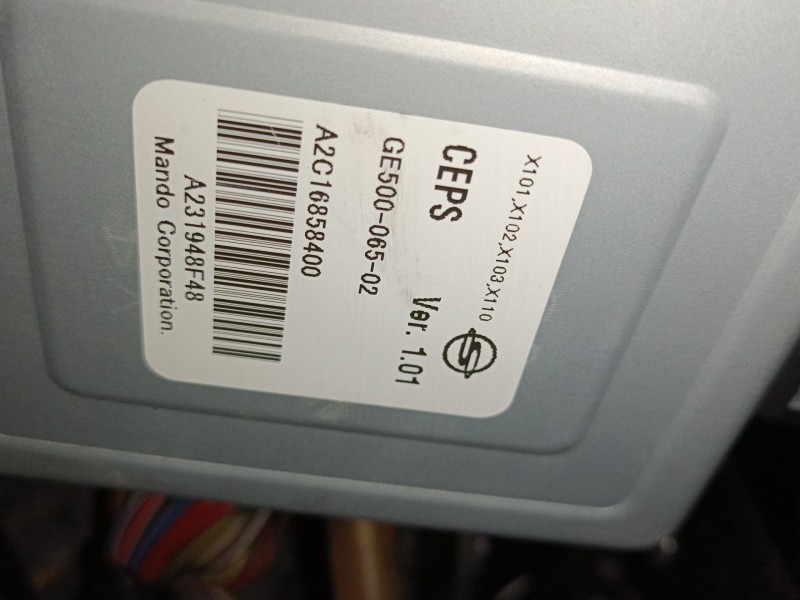 X101,X102,X103,X110
CEPS
Ver. 1.01
GE500-065-02
A2C16858400
A231948F48
Mando Corporation.